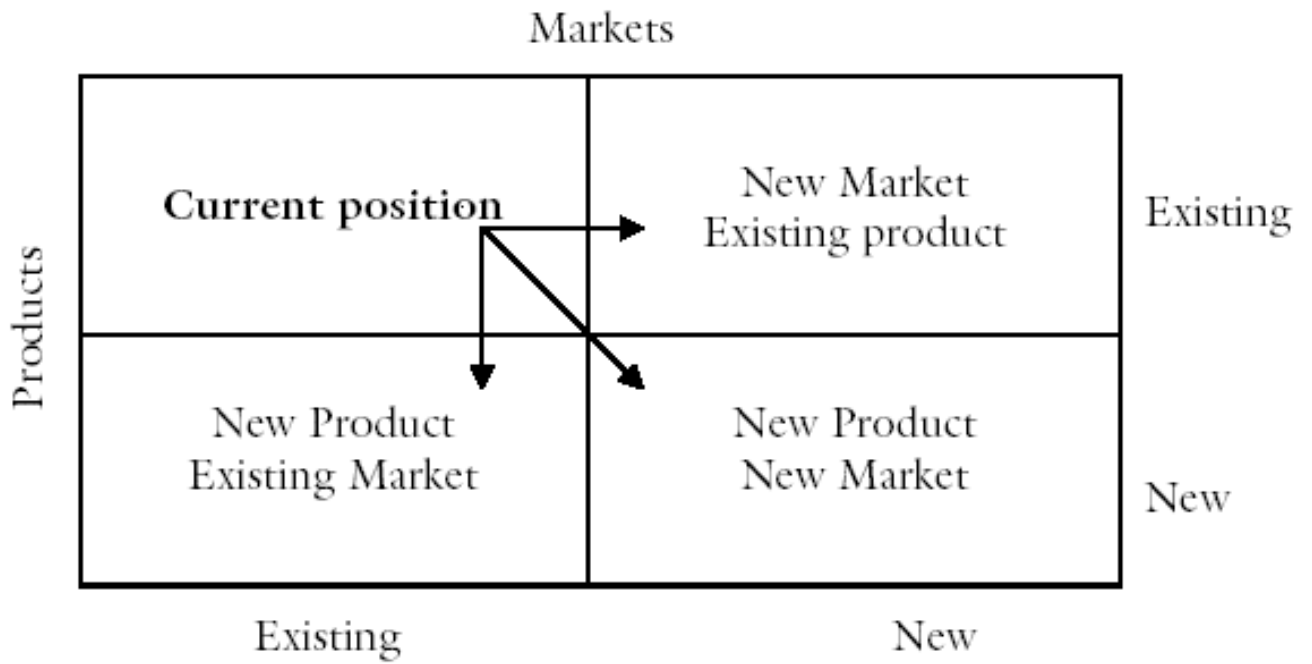 Markets
Current position
New Market
Existing product
Existing
Products
New Product
Existing Market
New Product
New Market
New
Existing
New